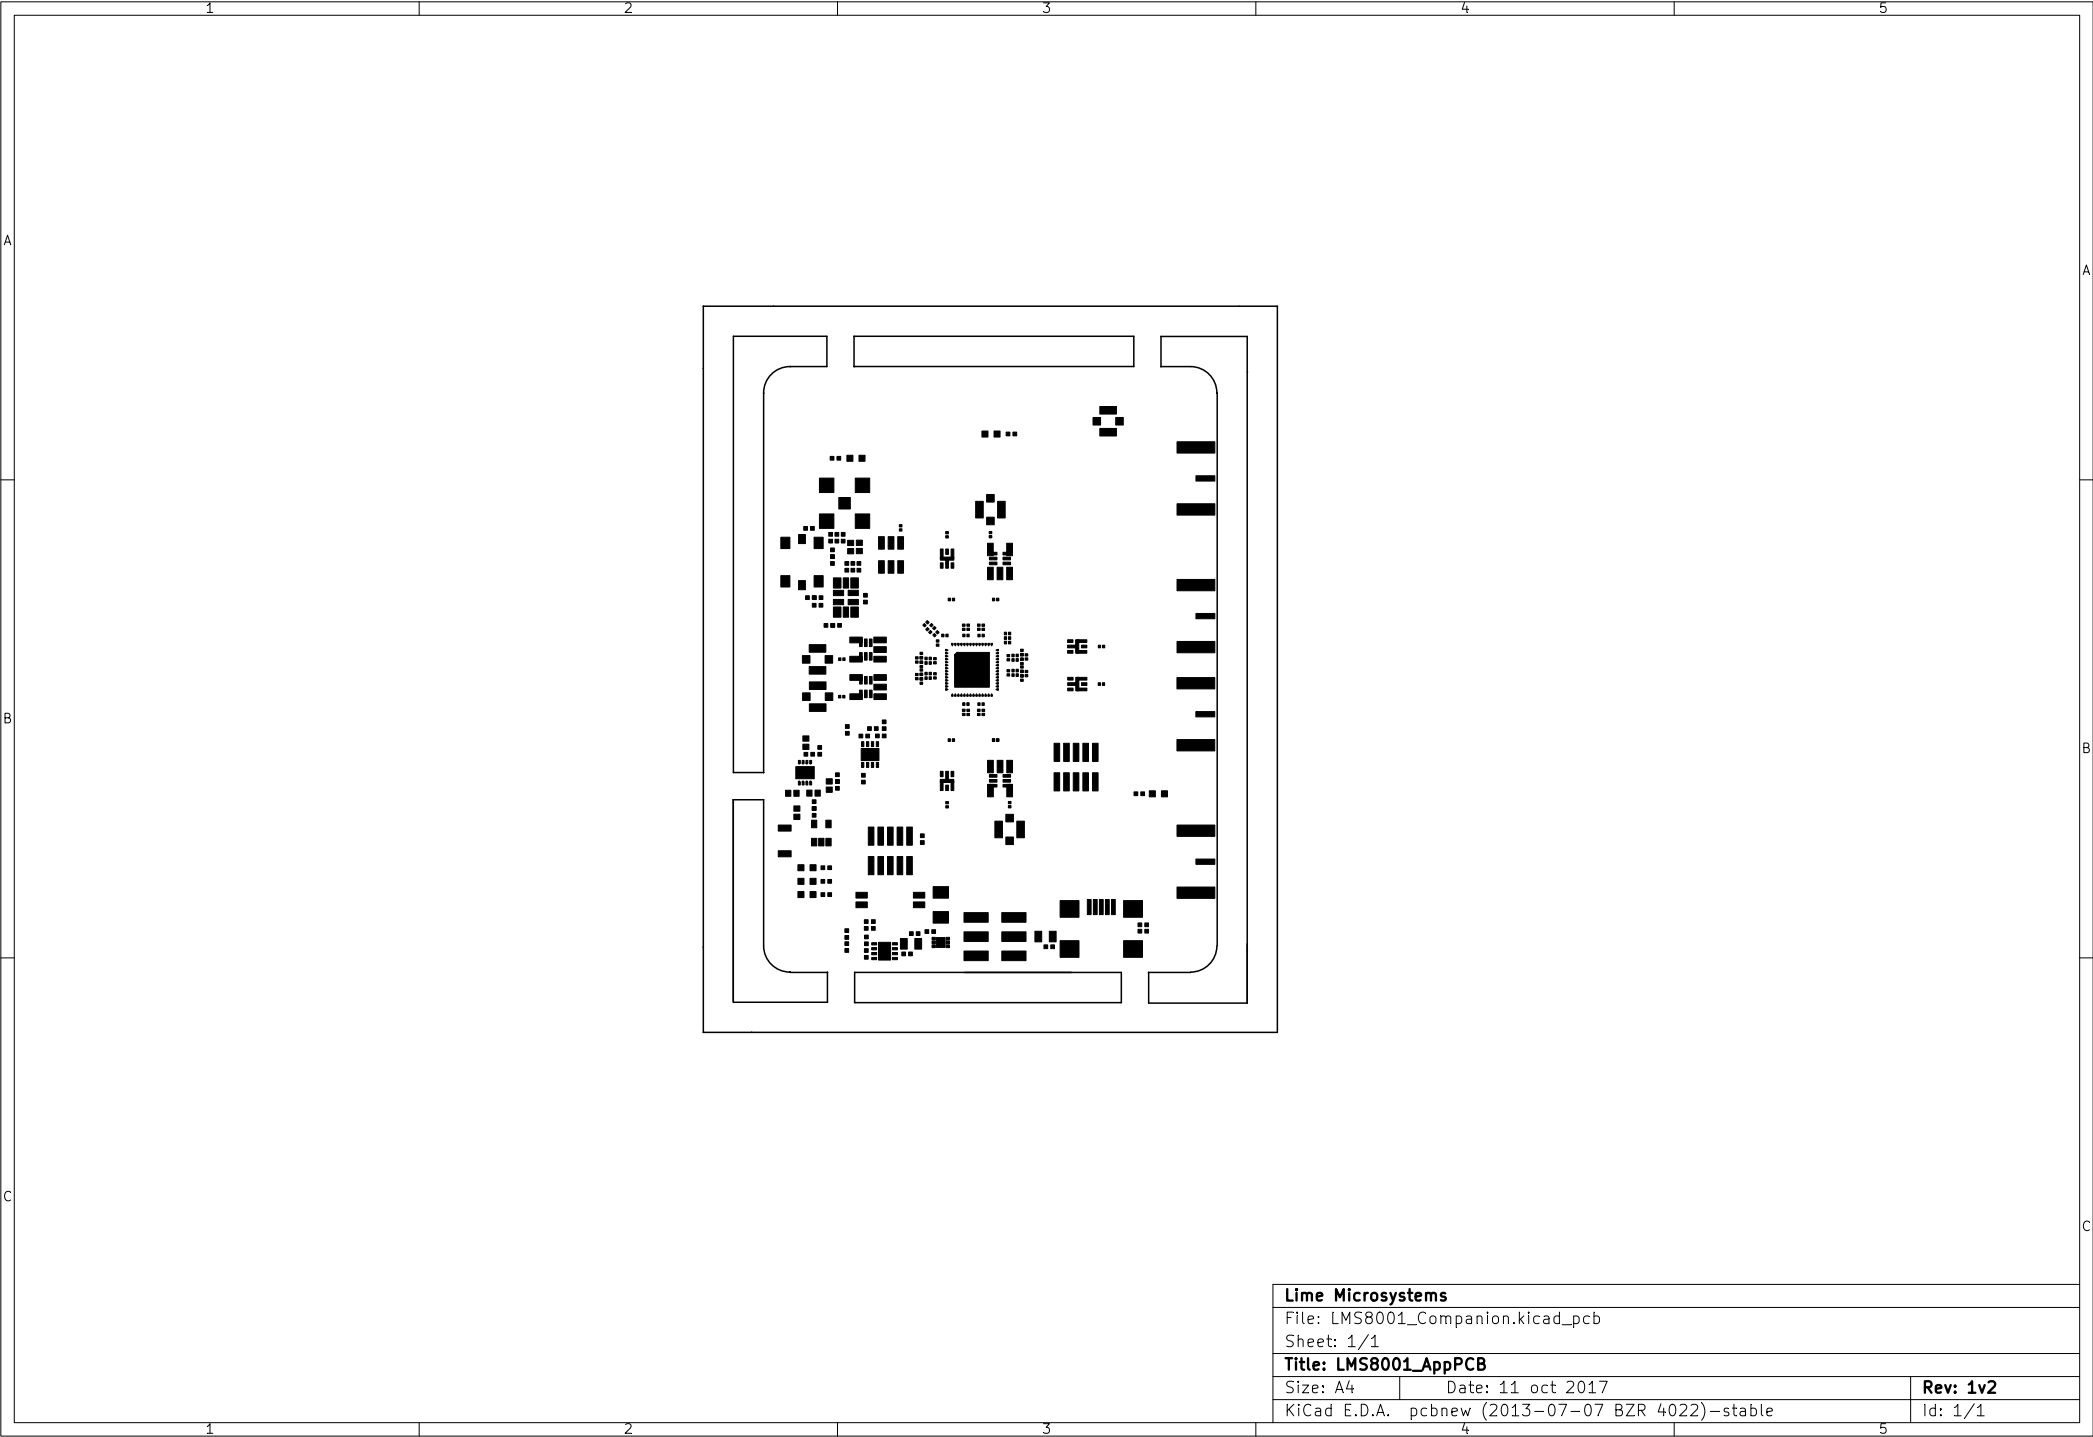 1 2 3 4 5
A A
B B
C C
Lime Microsystems
File: LMS8001_Companion.kicad_pcb
Sheet: 1/1
Title: LMS8001_AppPCB
Size: A4 Date: 11 oct 2017 Rev: 1v2
KiCad E.D.A. pcbnew (2013-07-07 BZR 4022)-stable Id: 1/1
1 2 3 4 5